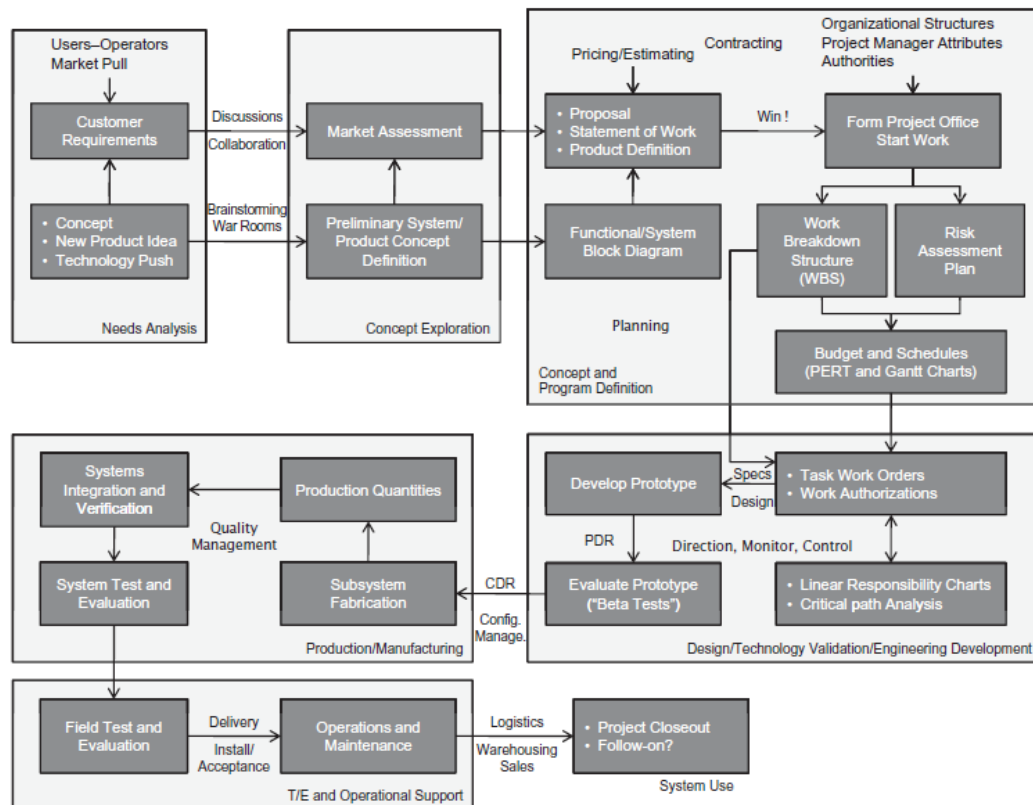 Users–Operators
Market Pull
Customer
Requirements
• Concept
• New Product Idea
• Technology Push
Needs Analysis
Discussions
Collaboration
Brainstorming
War Rooms
Market Assessment
Preliminary System/
Product Concept
Definition
Concept Exploration
Pricing/Estimating
Contracting
Organizational Structures
Project Manager Attributes
Authorities
• Proposal
• Statement of Work
• Product Definition
Win !
Form Project Office
Start Work
Functional/System
Block Diagram
Work
Breakdown
Structure
(WBS)
Risk
Assessment
Plan
Planning
Budget and Schedules
(PERT and Gantt Charts)
Concept and
Program Definition
Systems
Integration and
Verification
Production Quantities
Quality
Management
System Test and
Evaluation
Subsystem
Fabrication
Production/Manufacturing
CDR
Config.
Manage.
Develop Prototype
Specs
Design
• Task Work Orders
• Work Authorizations
PDR
Direction, Monitor, Control
Evaluate Prototype
("Beta Tests")
• Linear Responsibility Charts
• Critical path Analysis
Design/Technology Validation/Engineering Development
Field Test and
Evaluation
Delivery
Install/
Acceptance
Operations and
Maintenance
T/E and Operational Support
Logistics
Warehousing
Sales
• Project Closeout
• Follow-on?
System Use